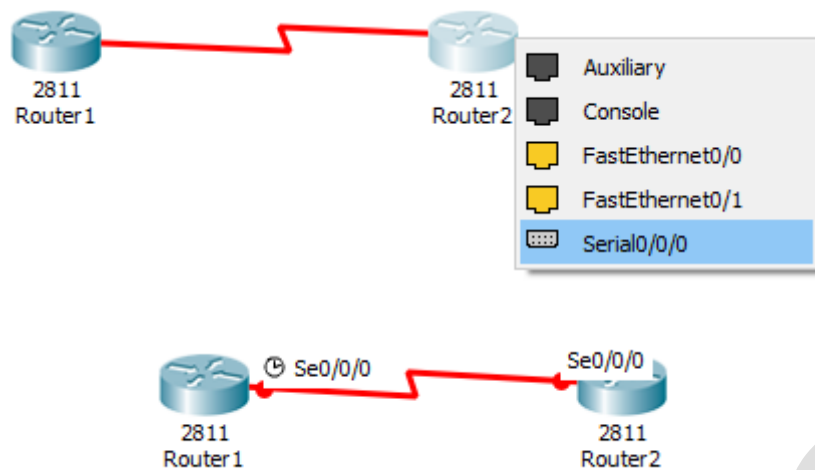 2811
Router1
2811
Router2
Auxiliary
Console
FastEthernet0/0
FastEthernet0/1
Serial0/0/0
Se0/0/0
Se0/0/0
2811
Router1
2811
Router2